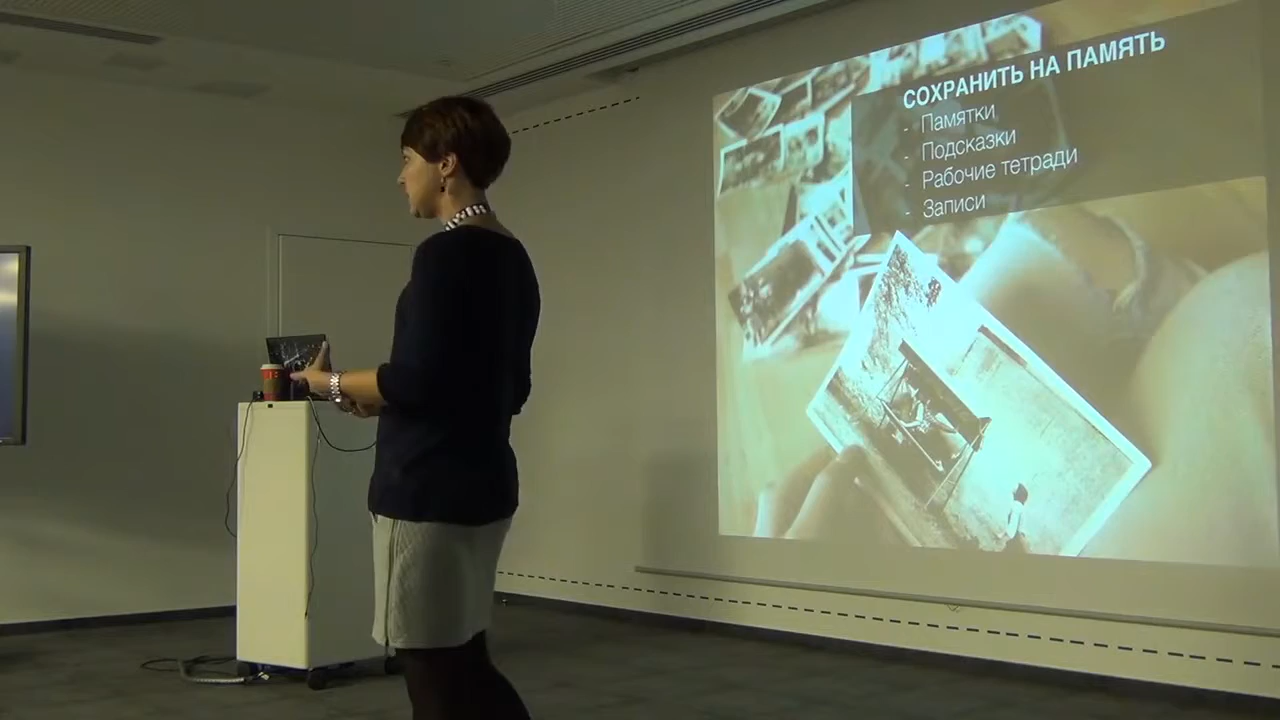 СОХРАНИТЬ НА ПАМЯТЬ
- Памятки
- Подсказки
- Рабочие тетради
- Записи